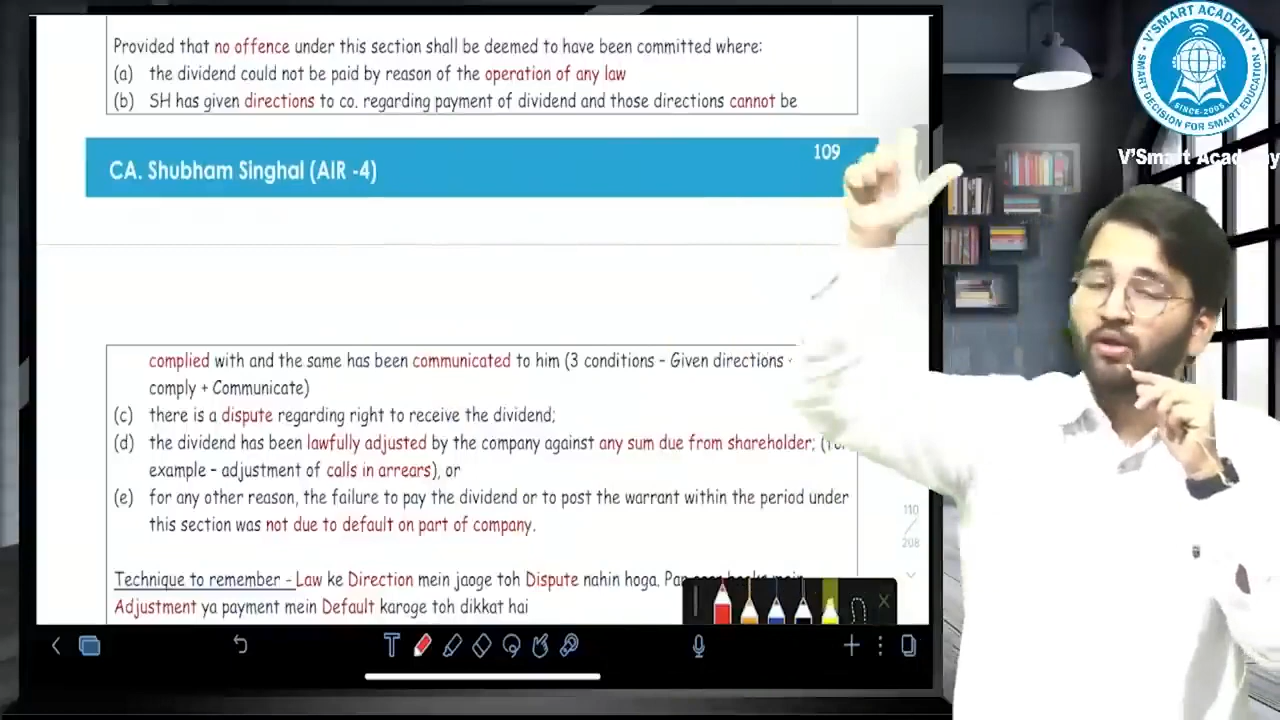 Provided that no offence under this section shall be deemed to have been committed where:
(a) the dividend could not be paid by reason of the operation of any law
(b) SH has given directions to co. regarding payment of dividend and those directions cannot be
109
CA. Shubham Singhal (AIR -4)
complied with and the same has been communicated to him (3 conditions - Given directions
comply + Communicate)
(c) there is a dispute regarding right to receive the dividend;
(d) the dividend has been lawfully adjusted by the company against any sum due from shareholder;
example - adjustment of calls in arrears), or
(e) for any other reason, the failure to pay the dividend or to post the warrant within the period under
this section was not due to default on part of company.
110
/
208
Technique to remember - Law ke Direction mein jaoge toh Dispute nahin hoga.
Adjustment ya payment mein Default karoge toh dikkat hai
T
V'SMART ACADEMY
SMART DECISION FOR SMART EDUCATION
SINCE-2005
V'Smart Academy